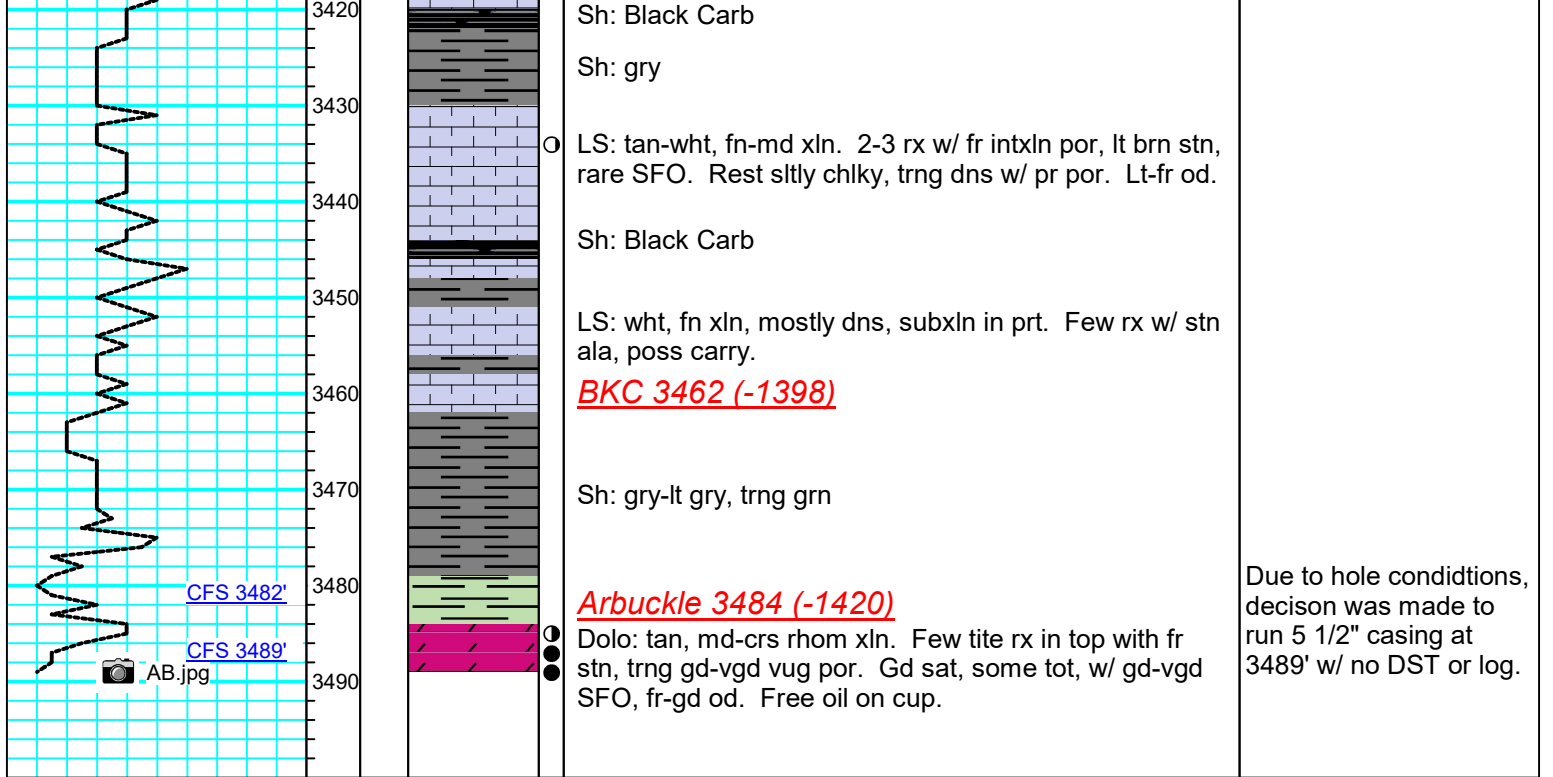 3420
Sh: Black Carb
Sh: gry
3430
LS: tan-wht, fn-md xln.  2-3 rx w/ fr intxln por, lt brn stn,
rare SFO.  Rest sltly chlky, trng dns w/ pr por.  Lt-fr od.
3440
Sh: Black Carb
3450
LS: wht, fn xln, mostly dns, subxln in prt.  Few rx w/ stn
ala, poss carry.
BKC 3462 (-1398)
3460
3470
Sh: gry-lt gry, trng grn
3480
CFS 3482'
Arbuckle 3484 (-1420)
Dolo: tan, md-crs rhom xln.  Few tite rx in top with fr
stn, trng gd-vgd vug por.  Gd sat, some tot, w/ gd-vgd
SFO, fr-gd od.  Free oil on cup.
CFS 3489'
AB.jpg
3490
Due to hole condidtions,
decison was made to
run 5 1/2" casing at
3489' w/ no DST or log.